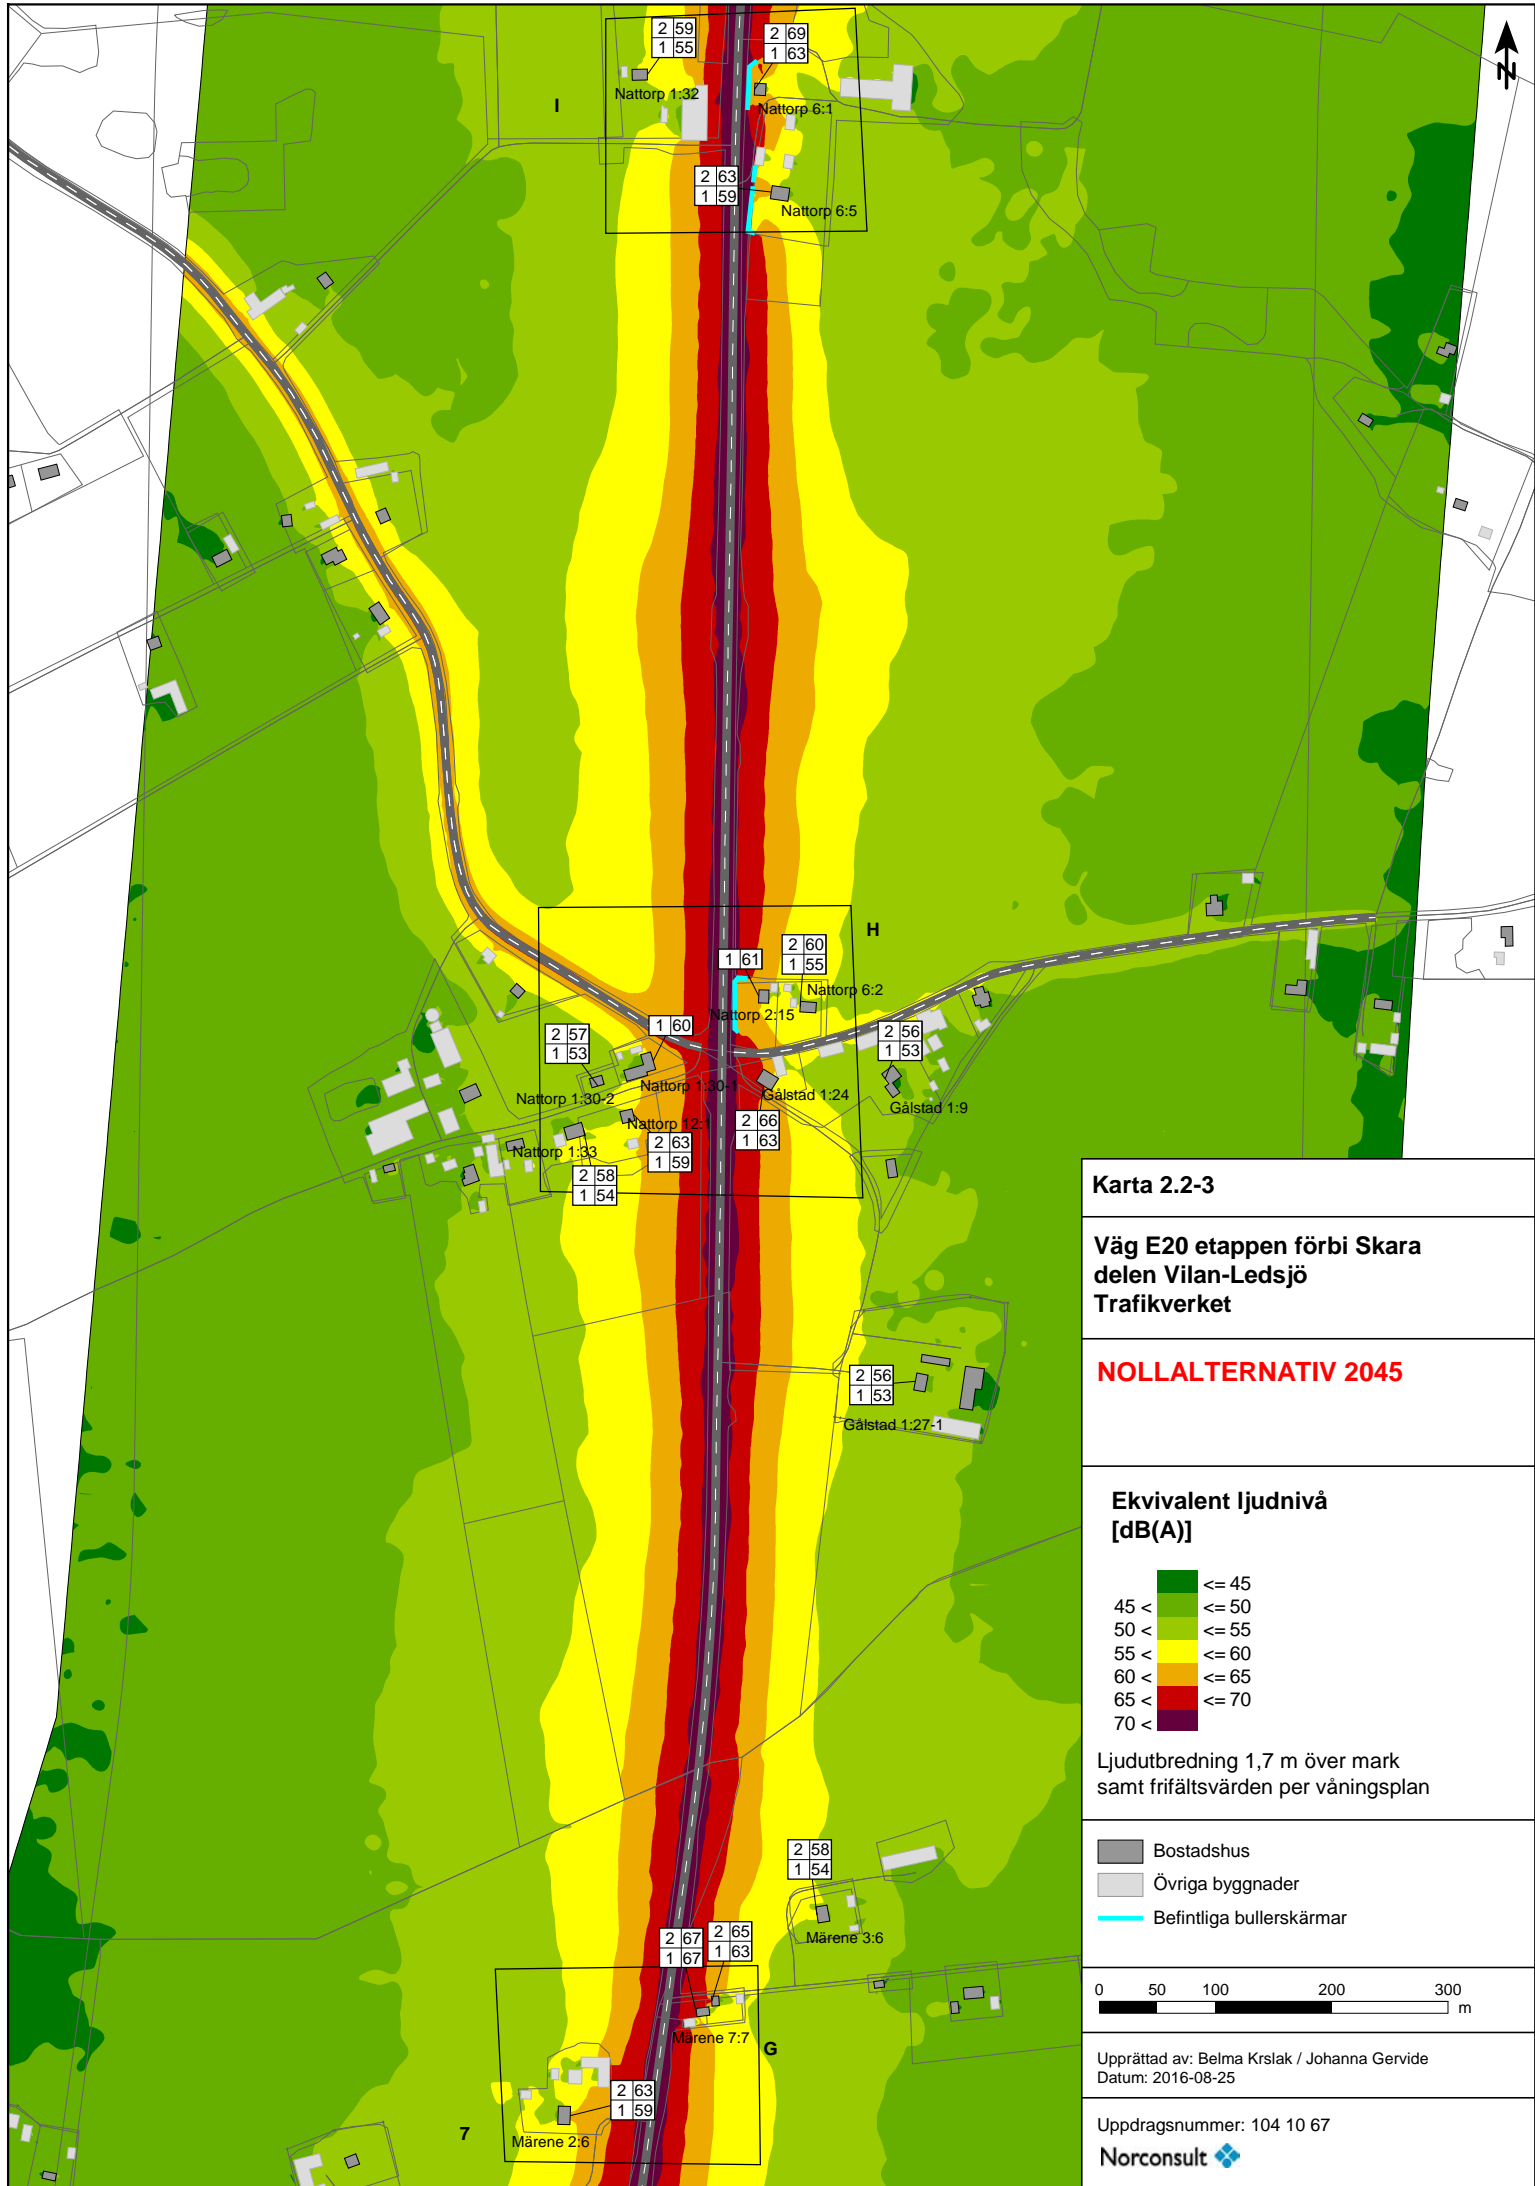 2 59
1 55
2 69
1 63
Nattorp 1:32
Nattorp 6:1
I
N
2 63
1 59
Nattorp 6:5
H
1 61
2 60
1 55
Nattorp 6:2
Nattorp 2:15
1 60
2 57
1 53
2 56
1 53
Nattorp 1:30-1
Nattorp 1:30-2
Gålstad 1:24
Gålstad 1:9
Nattorp 12:1
2 66
1 63
Nattorp 1:33
2 63
1 59
2 58
1 54
2 56
1 53
Gålstad 1:27-1
2 58
1 54
Märene 3:6
2 67
1 67
2 65
1 63
Märene 7:7
G
2 63
1 59
7
Märene 2:6
Karta 2.2-3
Väg E20 etappen förbi Skara
delen Vilan-Ledsjö
Trafikverket
NOLLALTERNATIV 2045
Ekvivalent ljudnivå
[dB(A)]
<= 45
45 < <= 50
50 < <= 55
55 < <= 60
60 < <= 65
65 < <= 70
70 <
Ljudutbredning 1,7 m över mark
samt frifältsvärden per våningsplan
Bostadshus
Övriga byggnader
Befintliga bullerskärmar
0 50 100 200 300
m
Upprättad av: Belma Krslak / Johanna Gervide
Datum: 2016-08-25
Uppdragsnummer: 104 10 67
Norconsult